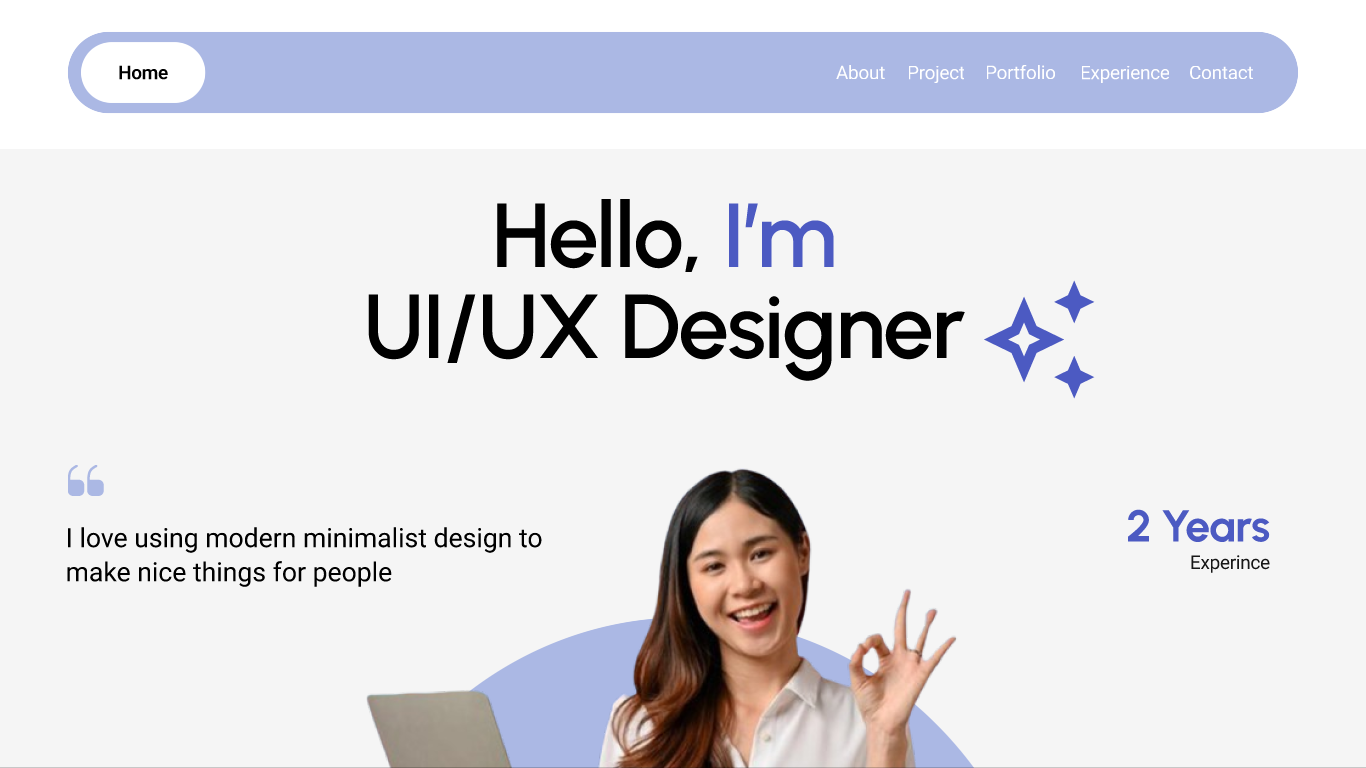 Home
About Project Portfolio Experience Contact
Hello, I'm
UI/UX Designer
I love using modern minimalist design to
make nice things for people
2 Years
Experince